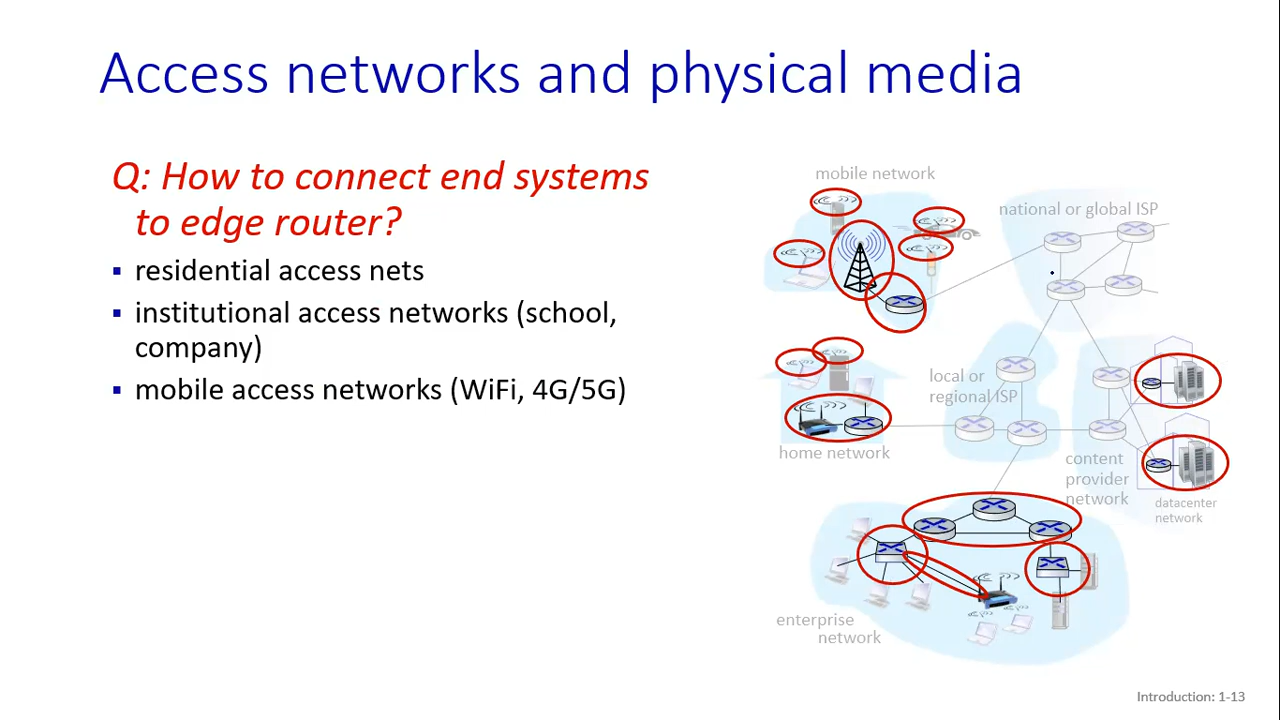 Access networks and physical media
Q: How to connect end systems
to edge router?
▪ residential access nets
▪ institutional access networks (school,
company)
▪ mobile access networks (WiFi, 4G/5G)
mobile network
national or global ISP
local or
regional ISP
home network
content
provider
network
datacenter
network
enterprise
network
Introduction: 1-13